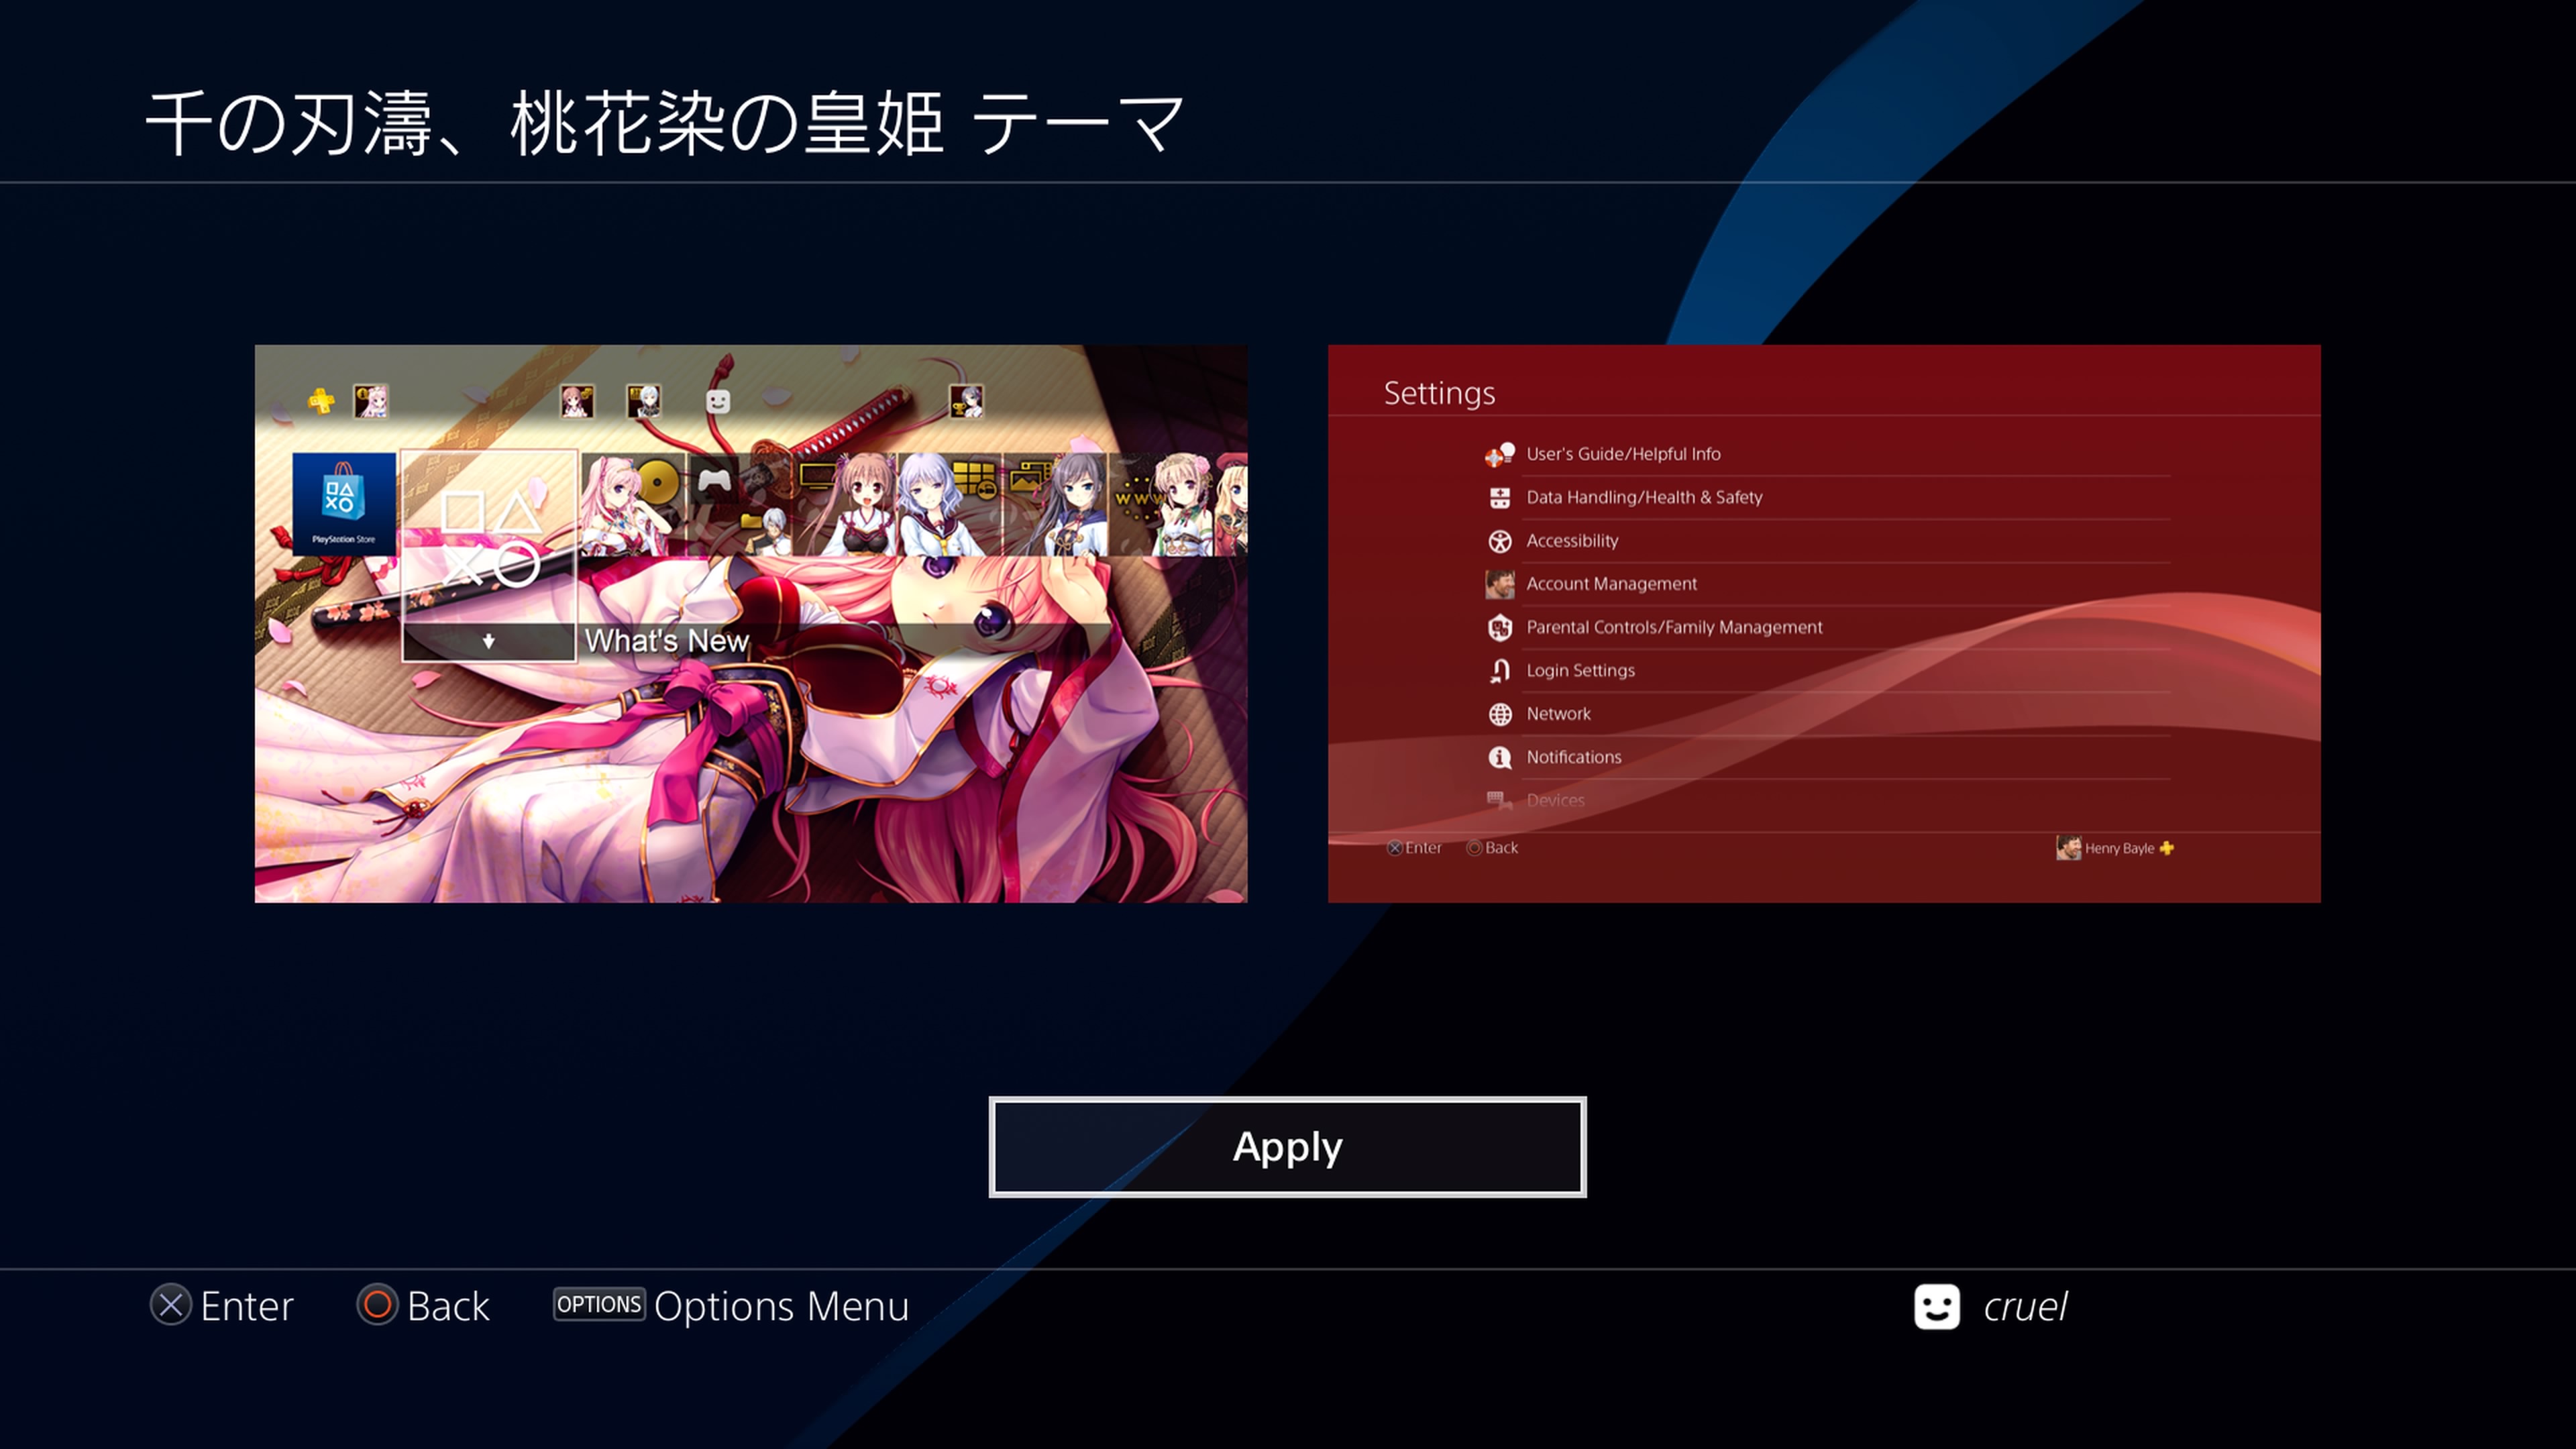 千の刃濤、桃花染の皇姫 テーマ
PlayStation Store
What's New
www
Settings
User's Guide/Helpful Info
Data Handling/Health & Safety
Accessibility
Account Management
Parental Controls/Family Management
Login Settings
Network
Notifications
Devices
Enter
Back
Henry Bayle
Apply
Enter
Back
OPTIONS Options Menu
cruel